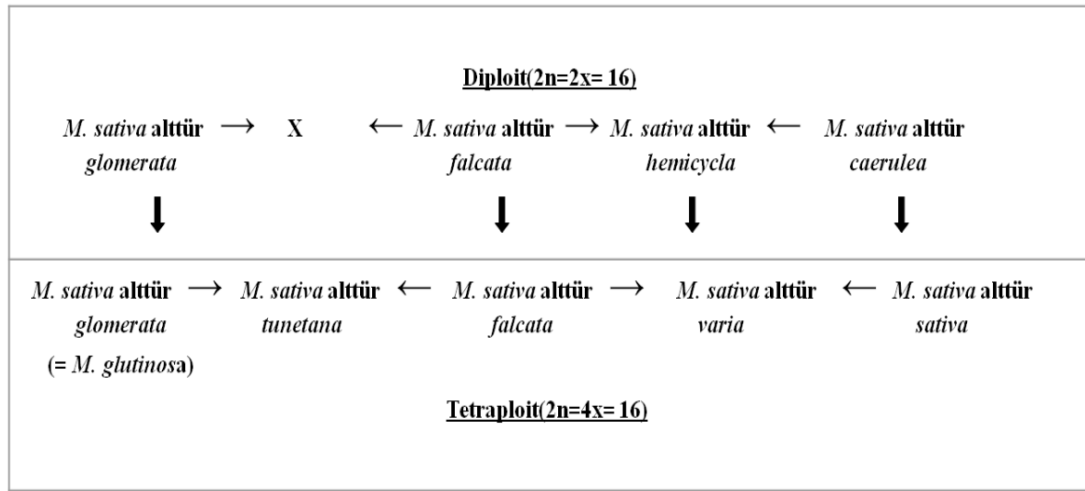 Diploit(2n=2x= 16)
M. sativa alttür → X ← M. sativa alttür → M. sativa alttür ← M. sativa alttür
glomerata falcata hemicycla caerulea
M. sativa alttür → M. sativa alttür ← M. sativa alttür → M. sativa alttür ← M. sativa alttür
glomerata tunetana falcata varia sativa
(= M. glutinosa)
Tetraploit(2n=4x= 16)